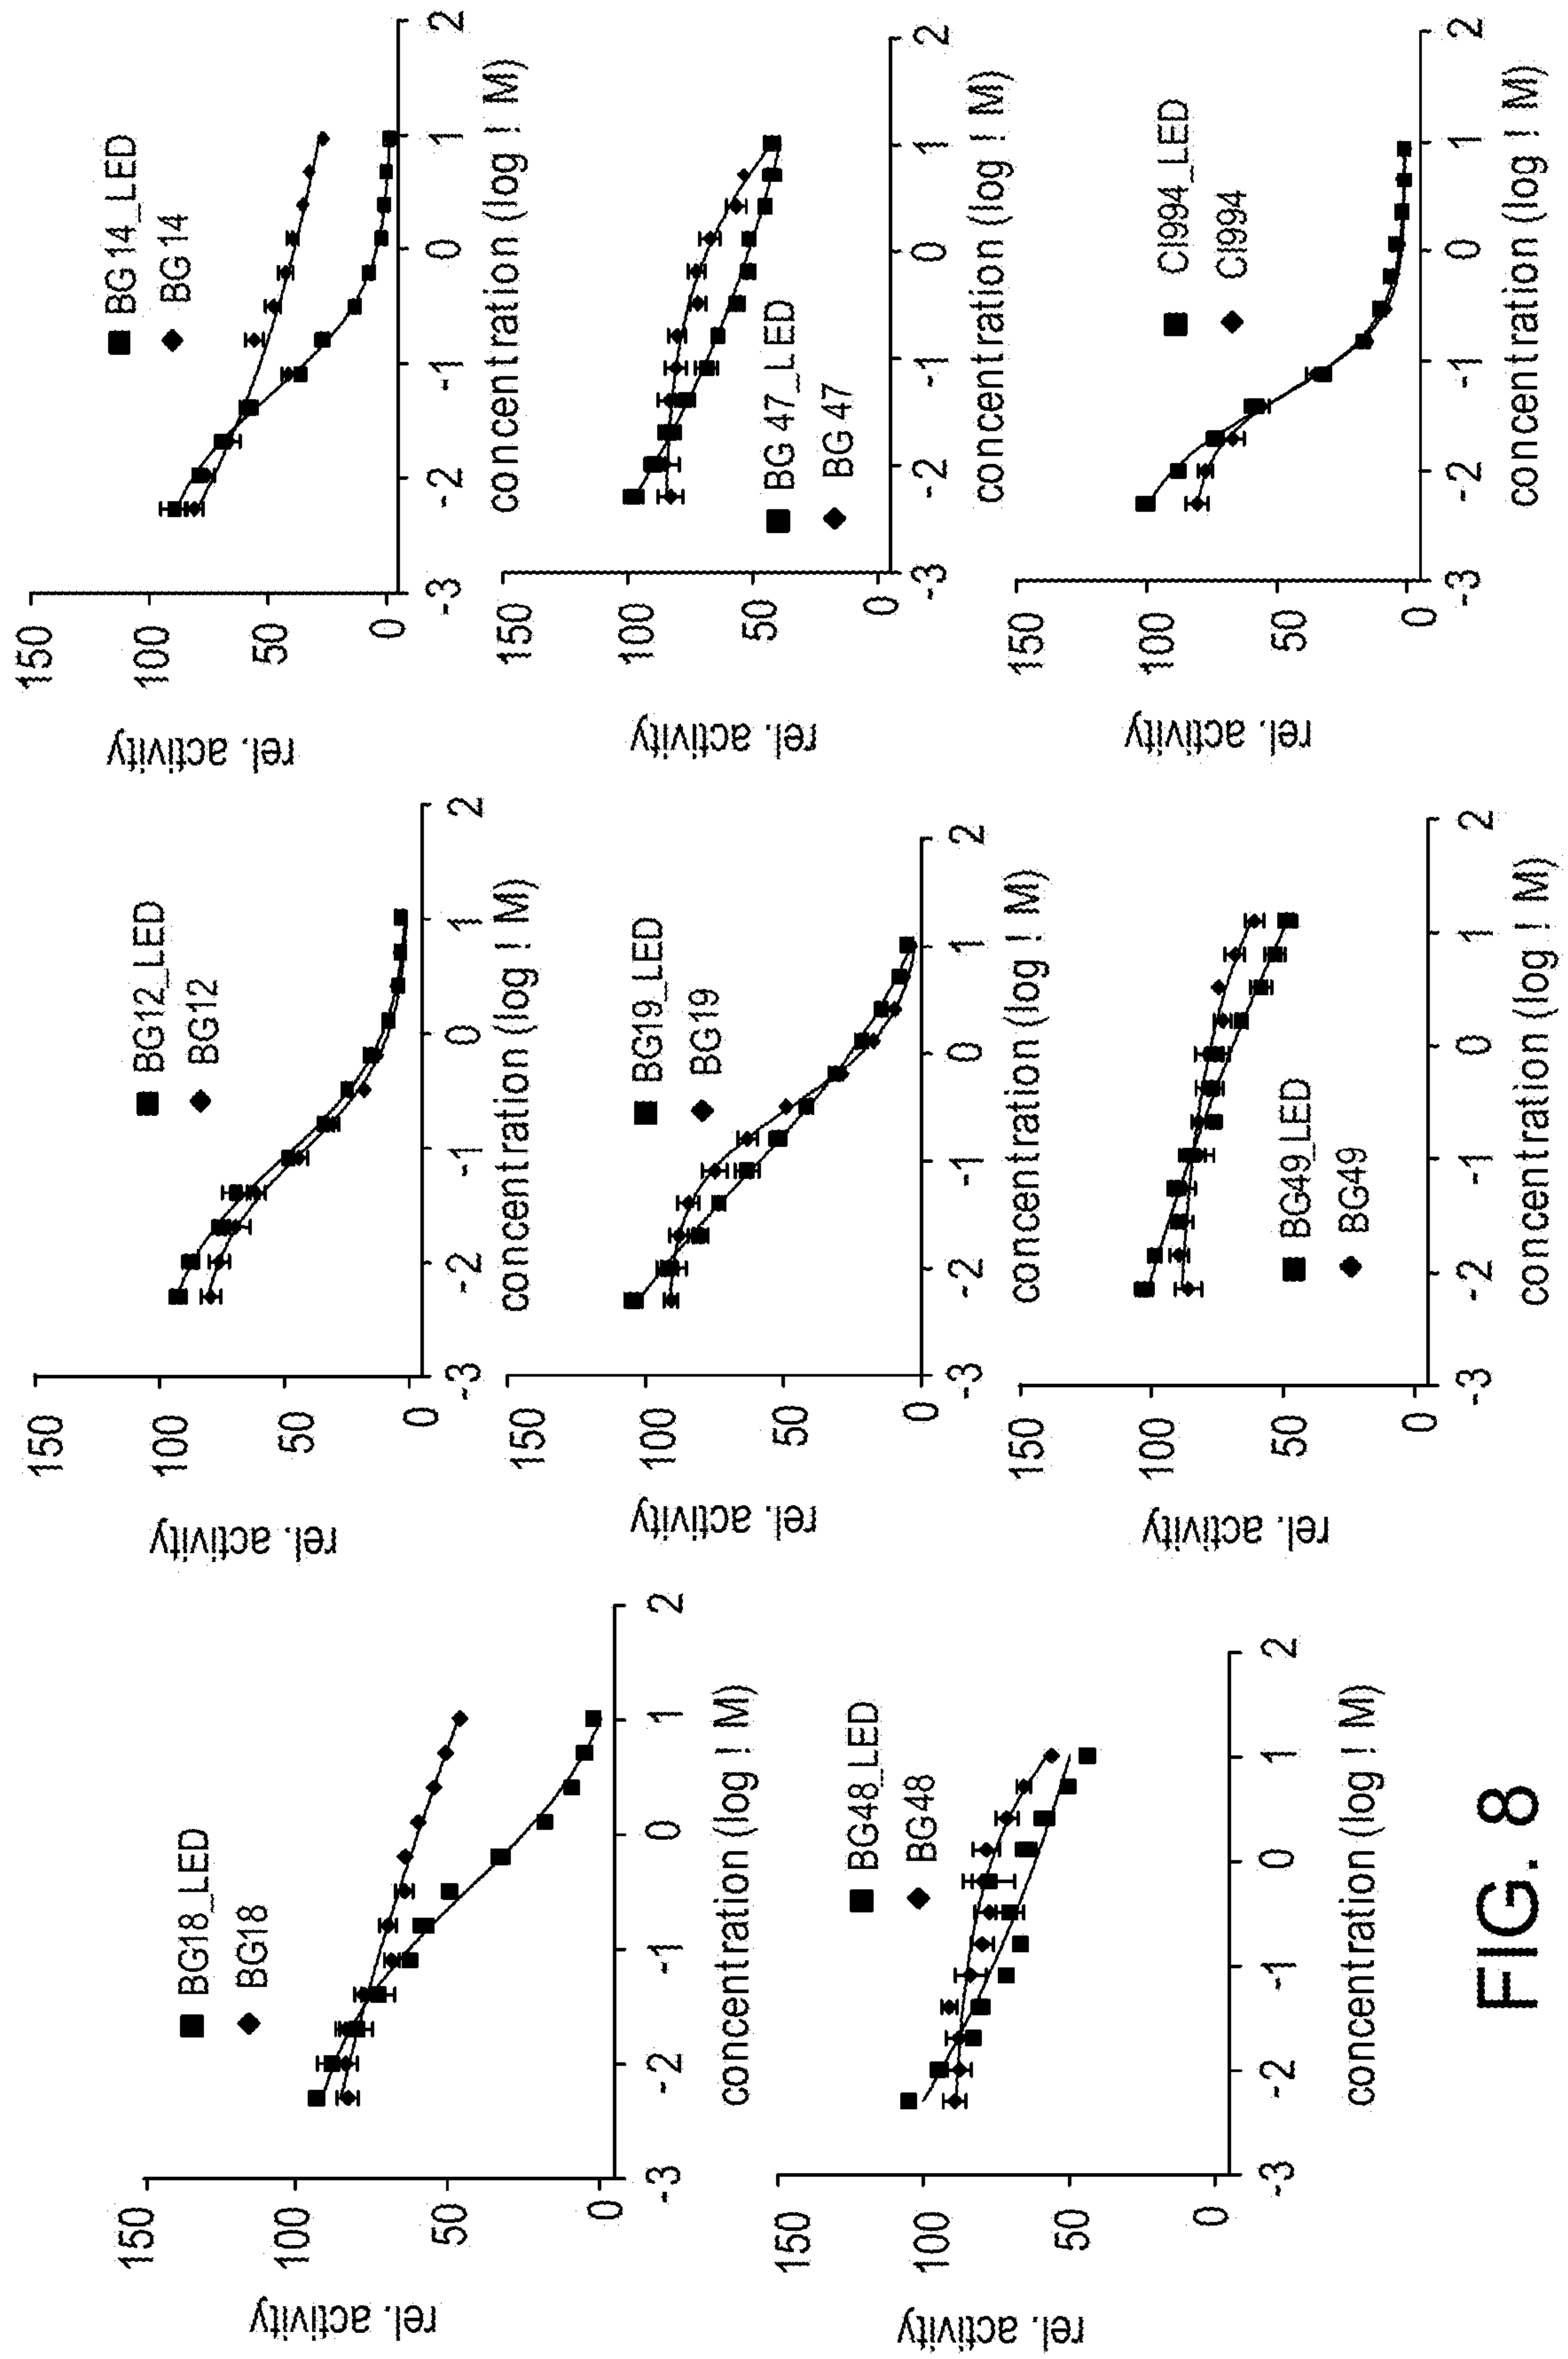 rel. activity
150
100
50
0
BG18_LED
BG18
-3 -2 -1 0 1 2
concentration (log ! M)
rel. activity
150
100
50
0
BG12_LED
BG12
-3 -2 -1 0 1 2
concentration (log ! M)
rel. activity
150
100
50
0
BG 14_LED
BG 14
-3 -2 -1 0 1 2
concentration (log ! M)
rel. activity
150
100
50
0
BG48_LED
BG48
-3 -2 -1 0 1 2
concentration (log ! M)
rel. activity
150
100
50
0
BG19_LED
BG19
-3 -2 -1 0 1 2
concentration (log ! M)
rel. activity
150
100
50
0
BG 47_LED
BG 47
-3 -2 -1 0 1 2
concentration (log ! M)
rel. activity
150
100
50
0
BG49_LED
BG49
-3 -2 -1 0 1 2
concentration (log ! M)
rel. activity
150
100
50
0
CI994_LED
CI994
-3 -2 -1 0 1 2
concentration (log ! M)
FIG. 8